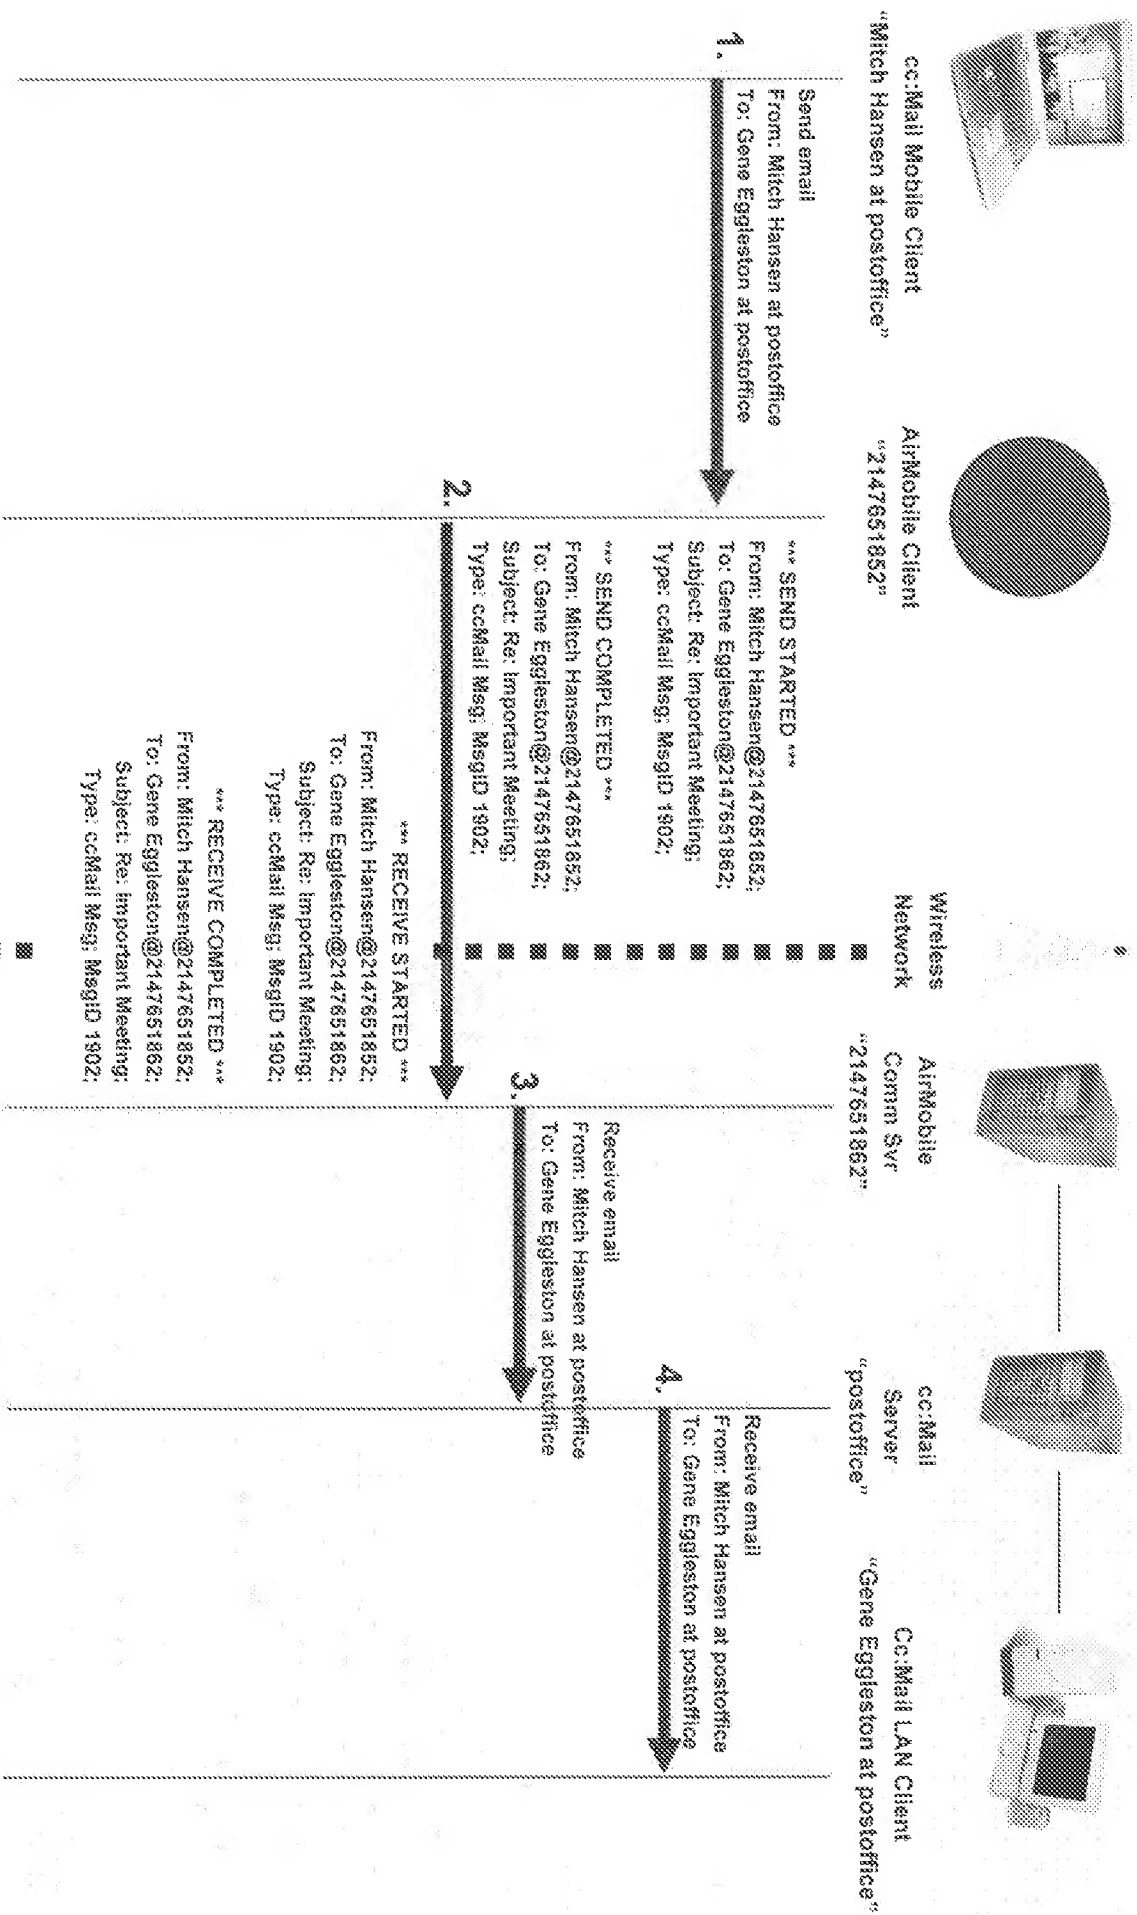 cc:Mail Mobile Client
"Mitch Hansen at postoffice"
AirMobile Client
"2147651852"
Wireless
Network
AirMobile
Comm Svr
"2147651862"
cc:Mail
Server
"postoffice"
Cc:Mail LAN Client
"Gene Eggleston at postoffice"
1.
Send email
From: Mitch Hansen at postoffice
To: Gene Eggleston at postoffice
*** SEND STARTED ***
From: Mitch Hansen@2147651852;
To: Gene Eggleston@2147651862;
Subject: Re: Important Meeting;
Type: ccMail Msg; MsgID 1902;
*** SEND COMPLETED ***
From: Mitch Hansen@2147651852;
To: Gene Eggleston@2147651862;
Subject: Re: Important Meeting;
Type: ccMail Msg; MsgID 1902;
2.
*** RECEIVE STARTED ***
From: Mitch Hansen@2147651852;
To: Gene Eggleston@2147651862;
Subject: Re: Important Meeting;
Type: ccMail Msg; MsgID 1902;
*** RECEIVE COMPLETED ***
From: Mitch Hansen@2147651852;
To: Gene Eggleston@2147651862;
Subject: Re: Important Meeting;
Type: ccMail Msg; MsgID 1902;
3.
Receive email
From: Mitch Hansen at postoffice
To: Gene Eggleston at postoffice
4.
Receive email
From: Mitch Hansen at postoffice
To: Gene Eggleston at postoffice